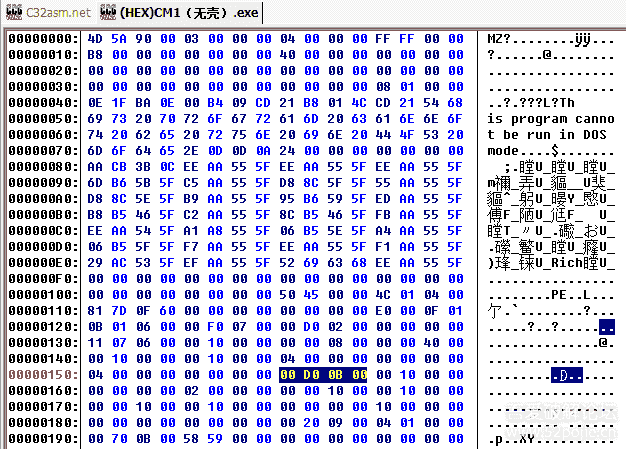 C32asm.net (HEX)CM1（无壳）.exe
00000000: 4D 5A 90 00 03 00 00 00 04 00 00 00 FF FF 00 00 MZ?........ÿÿ...
00000010: B8 00 00 00 00 00 00 00 40 00 00 00 00 00 00 00 ?.......@.......
00000020: 00 00 00 00 00 00 00 00 00 00 00 00 00 00 00 00 ................
00000030: 00 00 00 00 00 00 00 00 00 00 00 00 08 01 00 00 ................
00000040: 0E 1F BA 0E 00 B4 09 CD 21 B8 01 4C CD 21 54 68 ..?.???L?Th
00000050: 69 73 20 70 72 6F 67 72 61 6D 20 63 61 6E 6E 6F is program canno
00000060: 74 20 62 65 20 72 75 6E 20 69 6E 20 44 4F 53 20 t be run in DOS
00000070: 6D 6F 64 65 2E 0D 0D 0A 24 00 00 00 00 00 00 00 mode....$.......
00000080: AA CB 3B 0C EE AA 55 5F EE AA 55 5F EE AA 55 5F
00000090: 6D B6 5B 5F C5 AA 55 5F D8 8C 5F 5F 55 AA 55 5F
000000A0: D8 8C 5E 5F B9 AA 55 5F 95 B6 59 5F ED AA 55 5F
000000B0: B8 B5 46 5F C2 AA 55 5F 8C B5 46 5F FB AA 55 5F
000000C0: EE AA 54 5F A1 A8 55 5F 06 B5 5E 5F A4 AA 55 5F
000000D0: 06 B5 5F 5F F7 AA 55 5F EE AA 55 5F F1 AA 55 5F
000000E0: 29 AC 53 5F EF AA 55 5F 52 69 63 68 EE AA 55 5F
000000F0: 00 00 00 00 00 00 00 00 00 00 00 00 00 00 00 00 ................
00000100: 00 00 00 00 00 00 00 00 50 45 00 00 4C 01 04 00 ........PE..L...
00000110: 81 7D 0F 60 00 00 00 00 00 00 00 00 E0 00 0F 01
00000120: 0B 01 06 00 00 F0 07 00 00 D0 02 00 00 00 00 00
00000130: 11 07 06 00 00 10 00 00 00 00 08 00 00 00 40 00 ..............@.
00000140: 00 10 00 00 00 10 00 00 04 00 00 00 00 00 00 00 ................
00000150: 04 00 00 00 00 00 00 00 00 D0 0B 00 00 10 00 00
00000160: 00 00 00 00 02 00 00 00 00 00 10 00 00 10 00 00 ................
00000170: 00 00 10 00 00 10 00 00 00 00 00 00 10 00 00 00 ................
00000180: 00 00 00 00 00 00 00 00 00 00 20 09 00 04 01 00
00000190: 00 70 0B 00 58 59 00 00 00 00 00 00 00 00 00 00 .p..XY..........